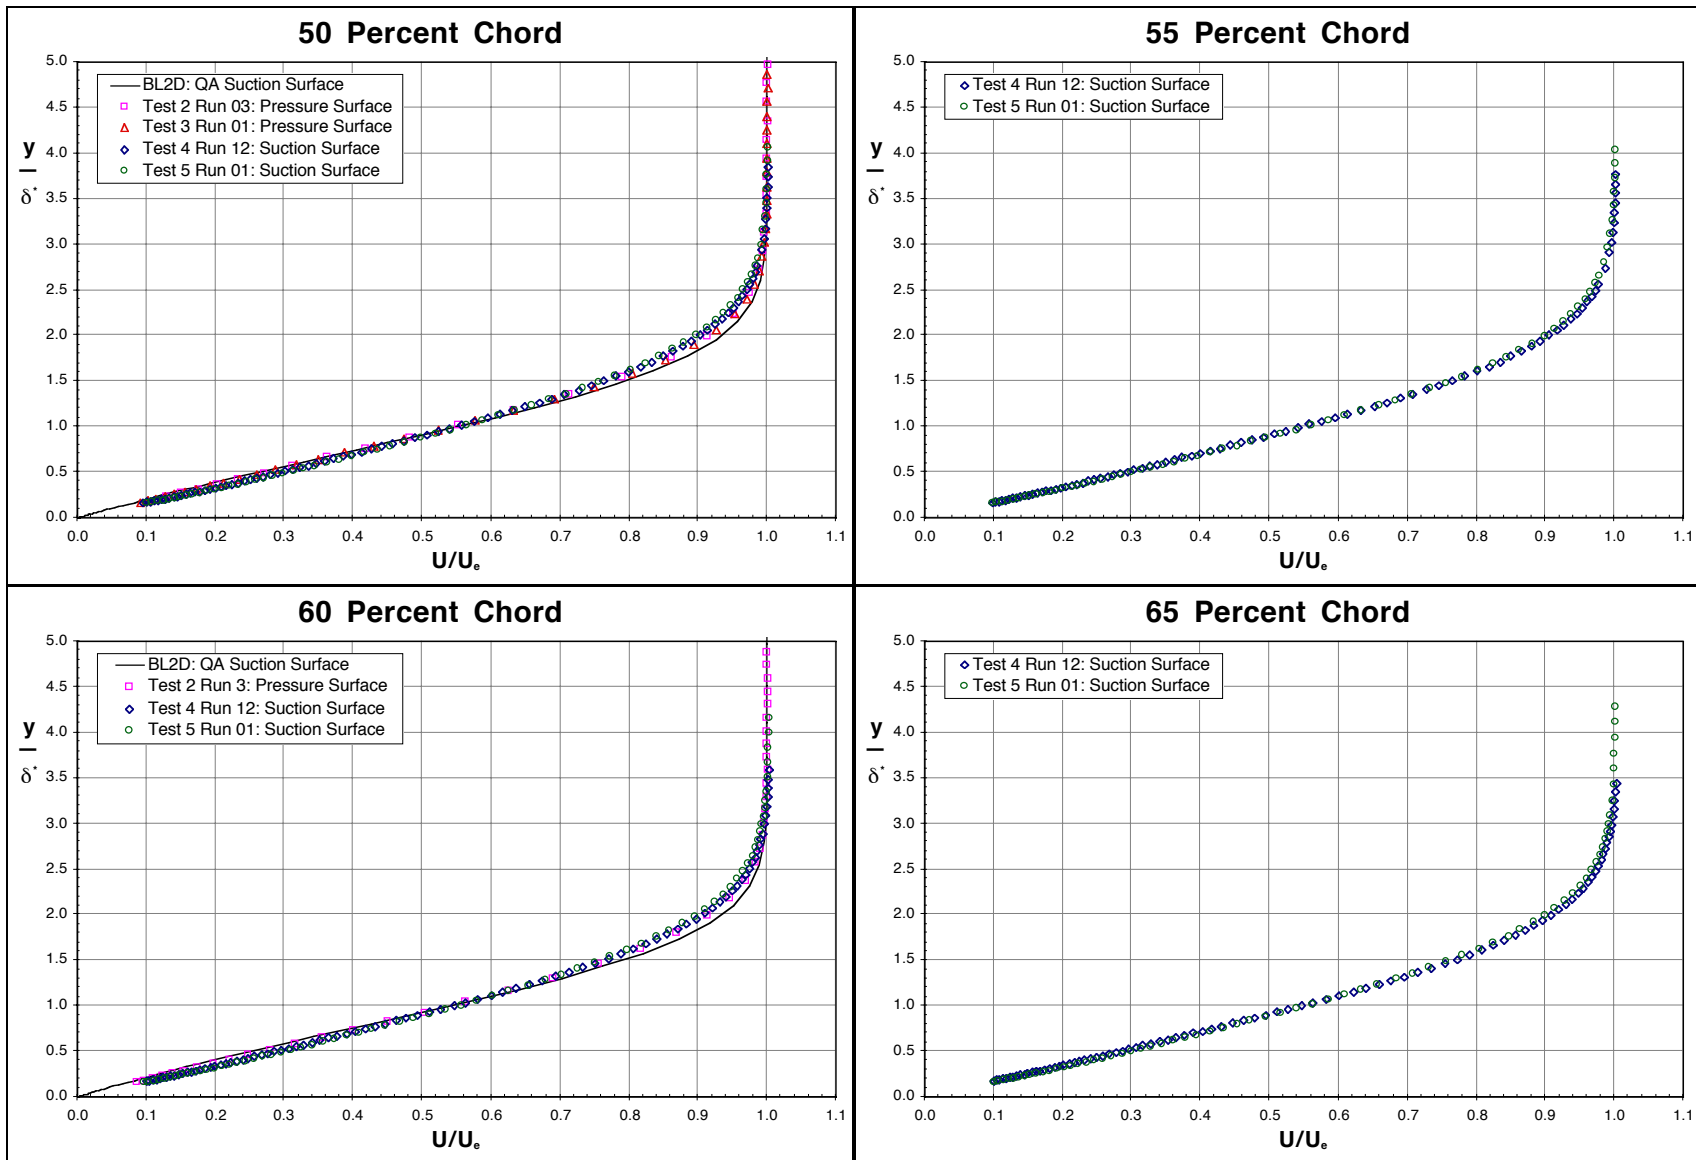 50 Percent Chord
5.0
4.5
4.0
3.5
3.0
2.5
2.0
1.5
1.0
0.5
0.0
y
δ*
BL2D: QA Suction Surface
Test 2 Run 03: Pressure Surface
Test 3 Run 01: Pressure Surface
Test 4 Run 12: Suction Surface
Test 5 Run 01: Suction Surface
0.0 0.1 0.2 0.3 0.4 0.5 0.6 0.7 0.8 0.9 1.0 1.1
U/Ue
55 Percent Chord
5.0
4.5
4.0
3.5
3.0
2.5
2.0
1.5
1.0
0.5
0.0
y
δ*
Test 4 Run 12: Suction Surface
Test 5 Run 01: Suction Surface
0.0 0.1 0.2 0.3 0.4 0.5 0.6 0.7 0.8 0.9 1.0 1.1
U/Ue
60 Percent Chord
5.0
4.5
4.0
3.5
3.0
2.5
2.0
1.5
1.0
0.5
0.0
y
δ*
BL2D: QA Suction Surface
Test 2 Run 3: Pressure Surface
Test 4 Run 12: Suction Surface
Test 5 Run 01: Suction Surface
0.0 0.1 0.2 0.3 0.4 0.5 0.6 0.7 0.8 0.9 1.0 1.1
U/Ue
65 Percent Chord
5.0
4.5
4.0
3.5
3.0
2.5
2.0
1.5
1.0
0.5
0.0
y
δ*
Test 4 Run 12: Suction Surface
Test 5 Run 01: Suction Surface
0.0 0.1 0.2 0.3 0.4 0.5 0.6 0.7 0.8 0.9 1.0 1.1
U/Ue